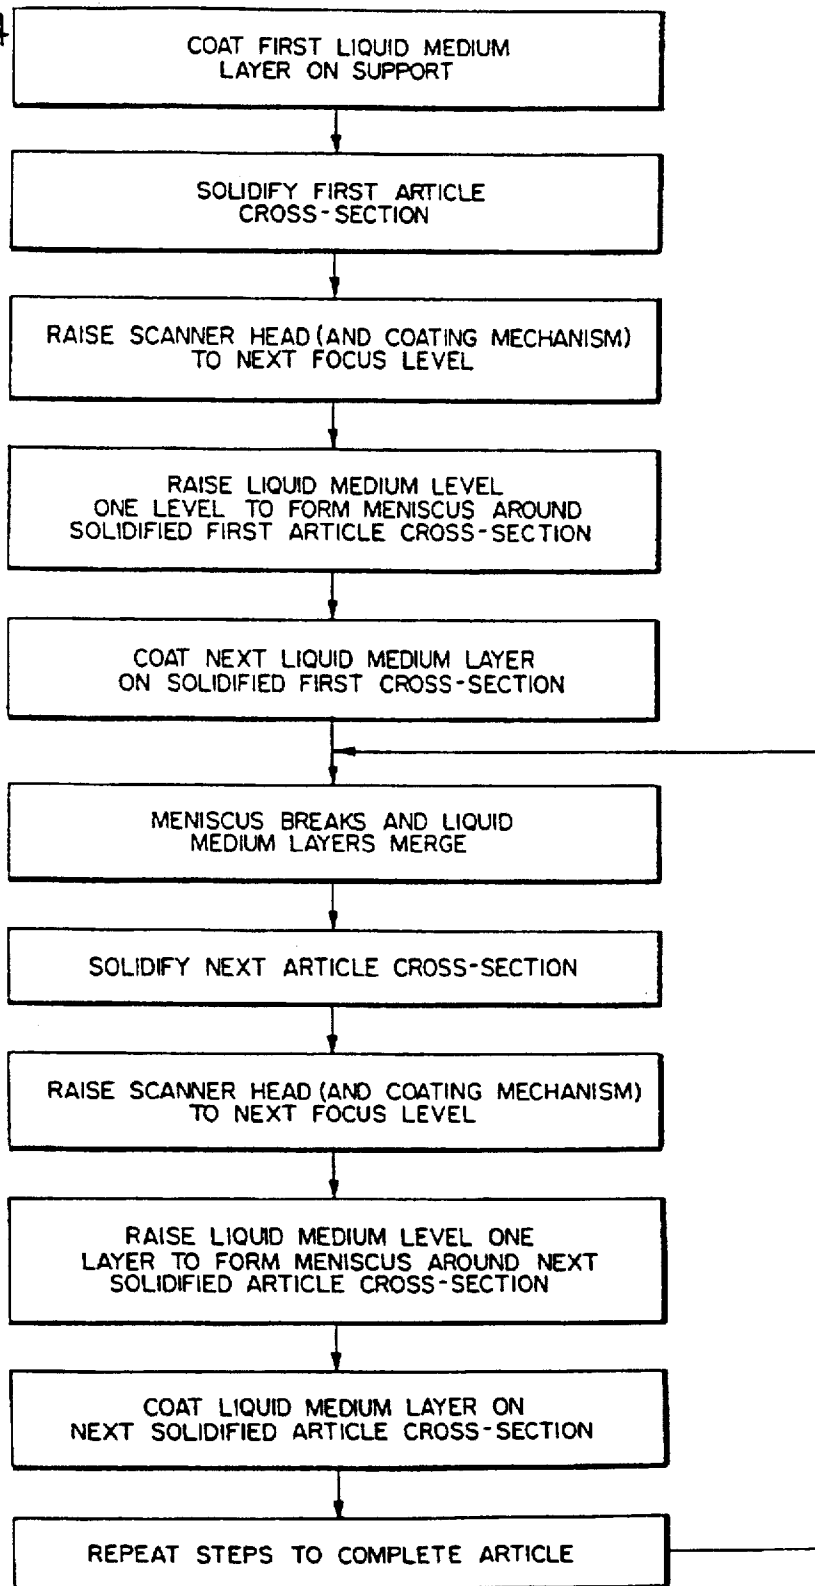 COAT FIRST LIQUID MEDIUM
LAYER ON SUPPORT
SOLIDIFY FIRST ARTICLE
CROSS-SECTION
RAISE SCANNER HEAD (AND COATING MECHANISM)
TO NEXT FOCUS LEVEL
RAISE LIQUID MEDIUM LEVEL
ONE LEVEL TO FORM MENISCUS AROUND
SOLIDIFIED FIRST ARTICLE CROSS-SECTION
COAT NEXT LIQUID MEDIUM LAYER
ON SOLIDIFIED FIRST CROSS-SECTION
MENISCUS BREAKS AND LIQUID
MEDIUM LAYERS MERGE
SOLIDIFY NEXT ARTICLE CROSS-SECTION
RAISE SCANNER HEAD (AND COATING MECHANISM)
TO NEXT FOCUS LEVEL
RAISE LIQUID MEDIUM LEVEL ONE
LAYER TO FORM MENISCUS AROUND NEXT
SOLIDIFIED ARTICLE CROSS-SECTION
COAT LIQUID MEDIUM LAYER ON
NEXT SOLIDIFIED ARTICLE CROSS-SECTION
REPEAT STEPS TO COMPLETE ARTICLE